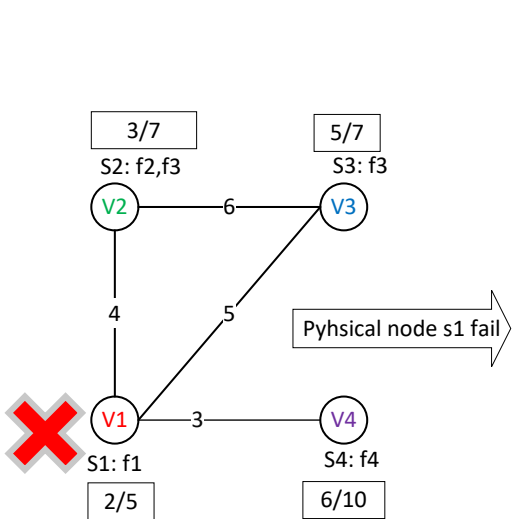 3/7
5/7
S2: f2,f3
S3: f3
V2
6
V3
4
5
Pyhsical node s1 fail
V1
3
V4
S1: f1
S4: f4
2/5
6/10